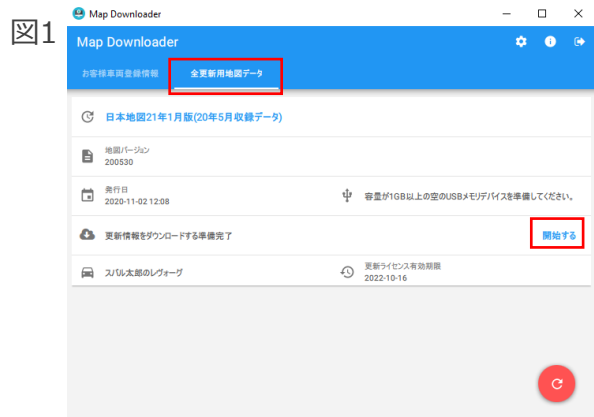 図1
Map Downloader
Map Downloader
お客様車両登録情報 全更新用地図データ
日本地図21年1月版(20年5月収録データ)
地図バージョン
200530
発行日
2020-11-02 12:08
容量が1GB以上の空のUSBメモリデバイスを準備してください。
更新情報をダウンロードする準備完了 開始する
スバル太郎のレヴォーグ
更新ライセンス有効期限
2022-10-16